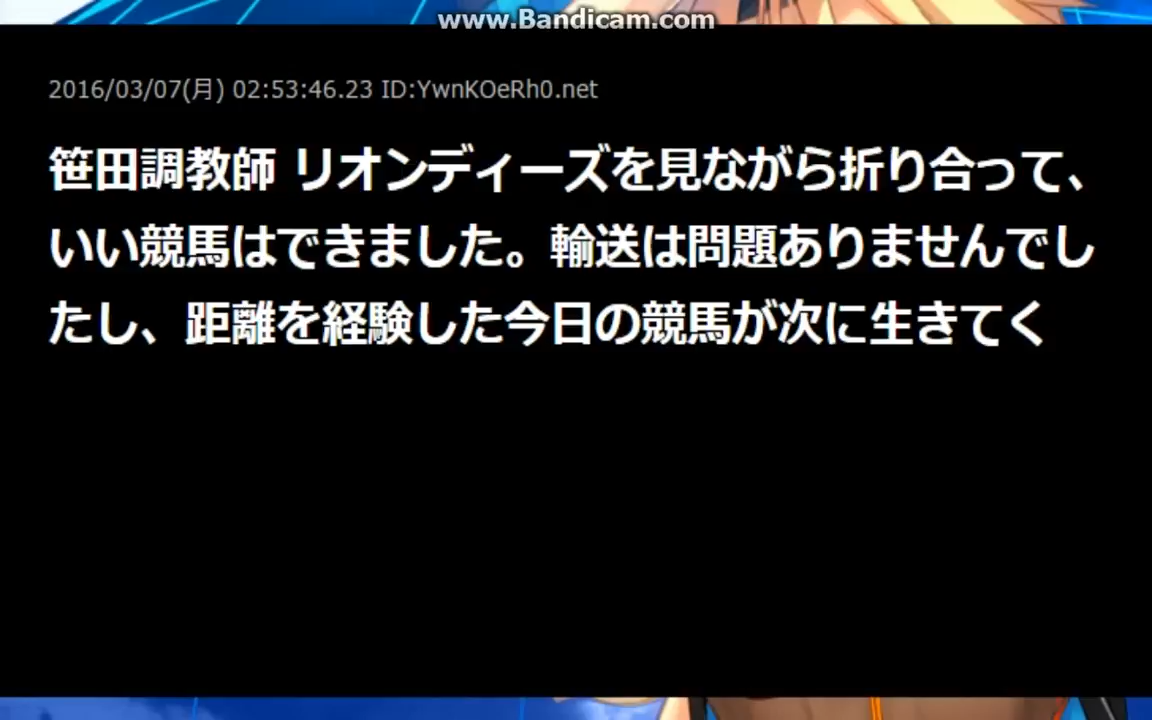 www.Bandicam.com
2016/03/07(月) 02:53:46.23 ID:YwnKOeRh0.net
笹田調教師 リオンディーズを見ながら折り合って、
いい競馬はできました。輸送は問題ありませんでし
たし、距離を経験した今日の競馬が次に生きてく